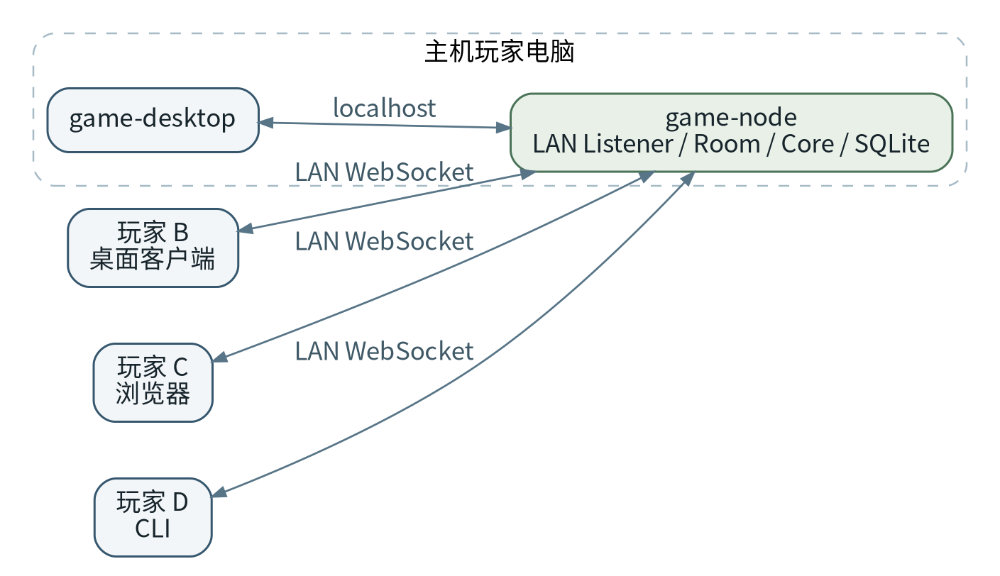 主机玩家电脑
game-desktop
localhost
game-node
LAN Listener / Room / Core / SQLite
LAN WebSocket
玩家 B
桌面客户端
LAN WebSocket
玩家 C
浏览器
LAN WebSocket
玩家 D
CLI